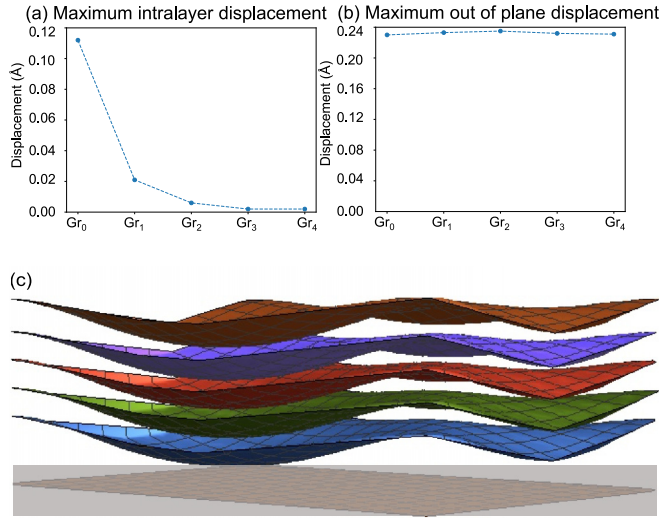 (a) Maximum intralayer displacement
0.12
0.10
0.08
0.06
0.04
0.02
0.00
Displacement (Å)
Gr₀ Gr₁ Gr₂ Gr₃ Gr₄
(b) Maximum out of plane displacement
0.24
0.20
0.16
0.12
0.08
0.04
0.00
Displacement (Å)
Gr₀ Gr₁ Gr₂ Gr₃ Gr₄
(c)